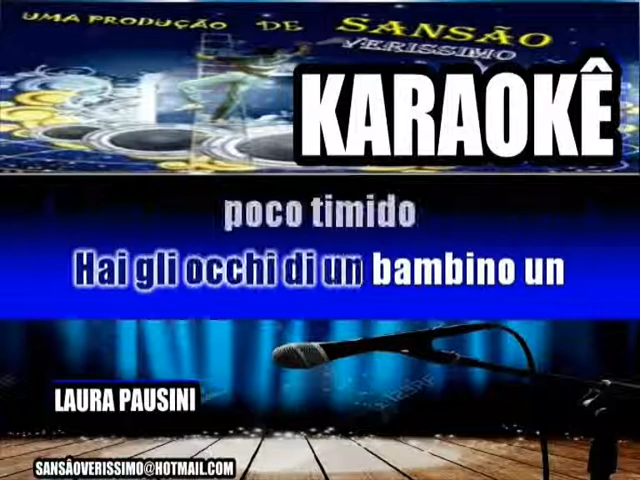 UMA PRODUÇÃO DE SANSÃO
VERISSIMO
KARAOKÊ
poco timido
Hai gli occhi di un bambino un
LAURA PAUSINI
SANSÃOVERISSIMO@HOTMAIL.COM